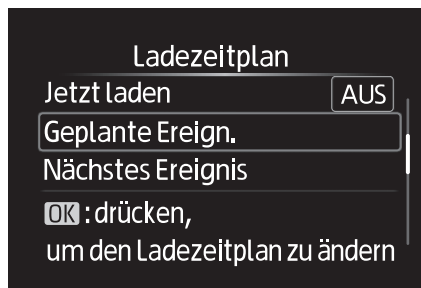 Ladezeitplan
Jetzt laden AUS
Geplante Ereign.
Nächstes Ereignis
OK : drücken,
um den Ladezeitplan zu ändern